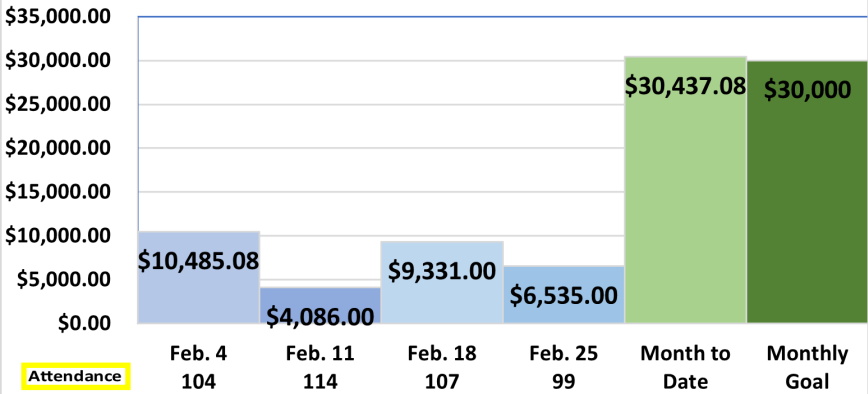 $35,000.00
$30,000.00
$25,000.00
$20,000.00
$15,000.00
$10,000.00
$5,000.00
$0.00
$10,485.08
$4,086.00
$9,331.00
$6,535.00
$30,437.08
$30,000
Feb. 4
104
Feb. 11
114
Feb. 18
107
Feb. 25
99
Month to
Date
Monthly
Goal
Attendance